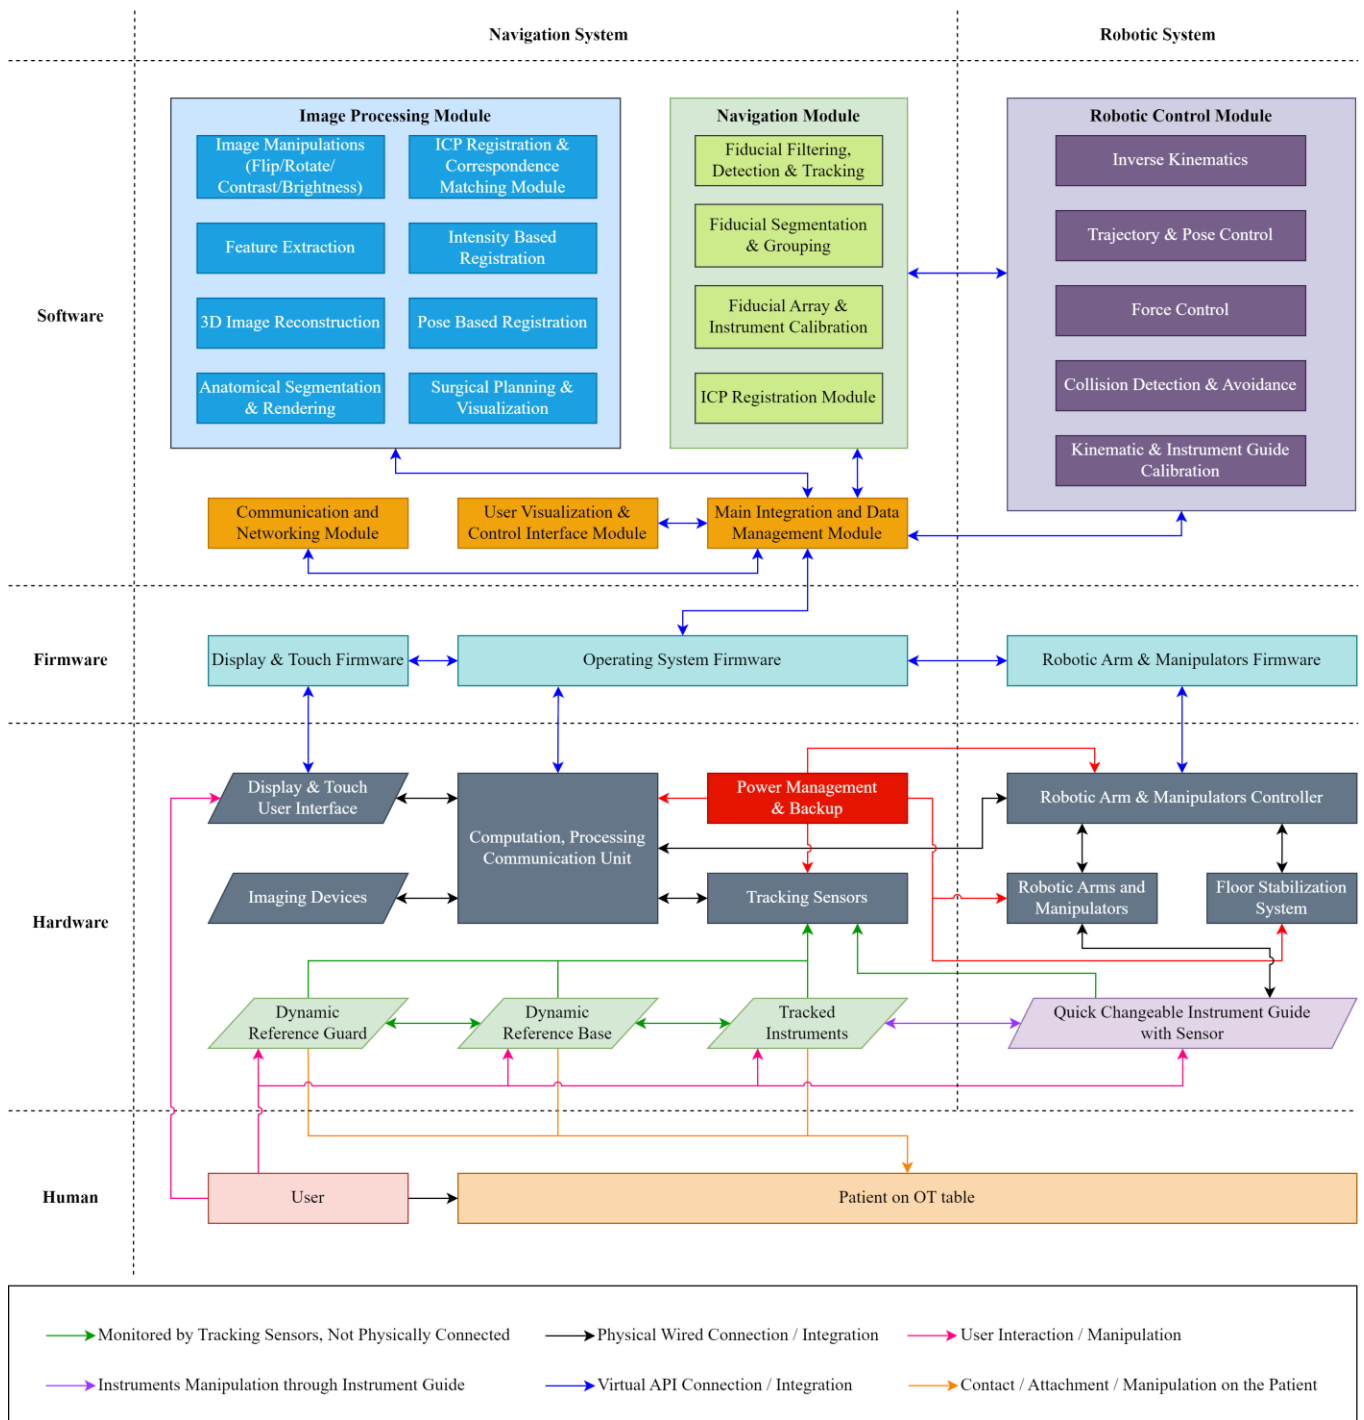 Navigation System
Robotic System
Software
Image Processing Module
Image Manipulations
(Flip/Rotate/
Contrast/Brightness)
ICP Registration &
Correspondence
Matching Module
Feature Extraction
Intensity Based
Registration
3D Image Reconstruction
Pose Based Registration
Anatomical Segmentation
& Rendering
Surgical Planning &
Visualization
Navigation Module
Fiducial Filtering,
Detection & Tracking
Fiducial Segmentation
& Grouping
Fiducial Array &
Instrument Calibration
ICP Registration Module
Robotic Control Module
Inverse Kinematics
Trajectory & Pose Control
Force Control
Collision Detection & Avoidance
Kinematic & Instrument Guide
Calibration
Communication and
Networking Module
User Visualization &
Control Interface Module
Main Integration and Data
Management Module
Firmware
Display & Touch Firmware
Operating System Firmware
Robotic Arm & Manipulators Firmware
Hardware
Display & Touch
User Interface
Computation, Processing
Communication Unit
Power Management
& Backup
Robotic Arm & Manipulators Controller
Imaging Devices
Tracking Sensors
Robotic Arms and
Manipulators
Floor Stabilization
System
Dynamic
Reference Guard
Dynamic
Reference Base
Tracked
Instruments
Quick Changeable Instrument Guide
with Sensor
Human
User
Patient on OT table
Monitored by Tracking Sensors, Not Physically Connected
Physical Wired Connection / Integration
User Interaction / Manipulation
Instruments Manipulation through Instrument Guide
Virtual API Connection / Integration
Contact / Attachment / Manipulation on the Patient